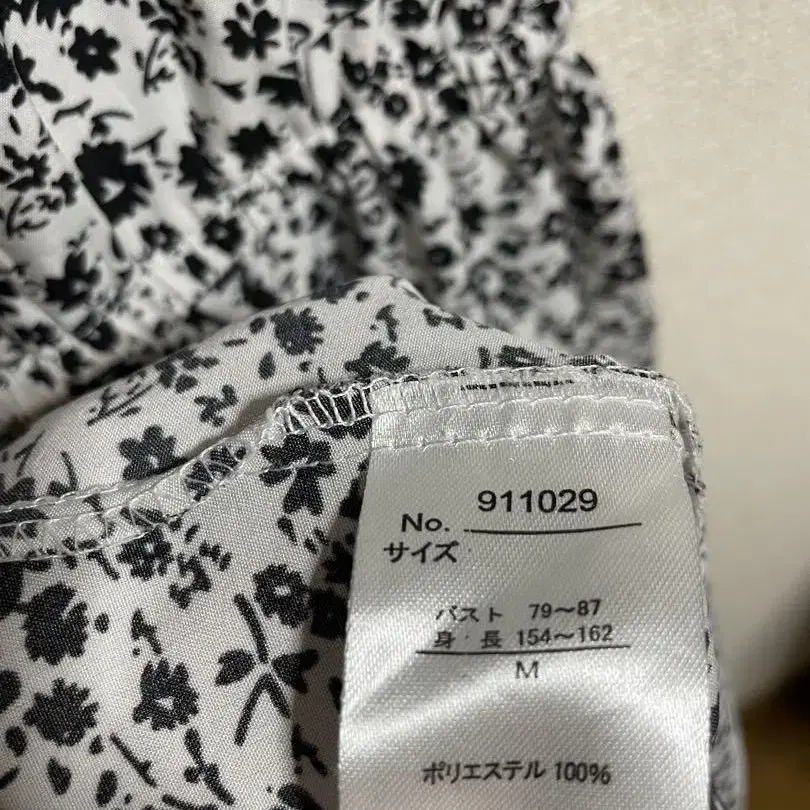 No. 911029
サイズ
バスト 79～87
身 長 154～162
M
ポリエステル 100%